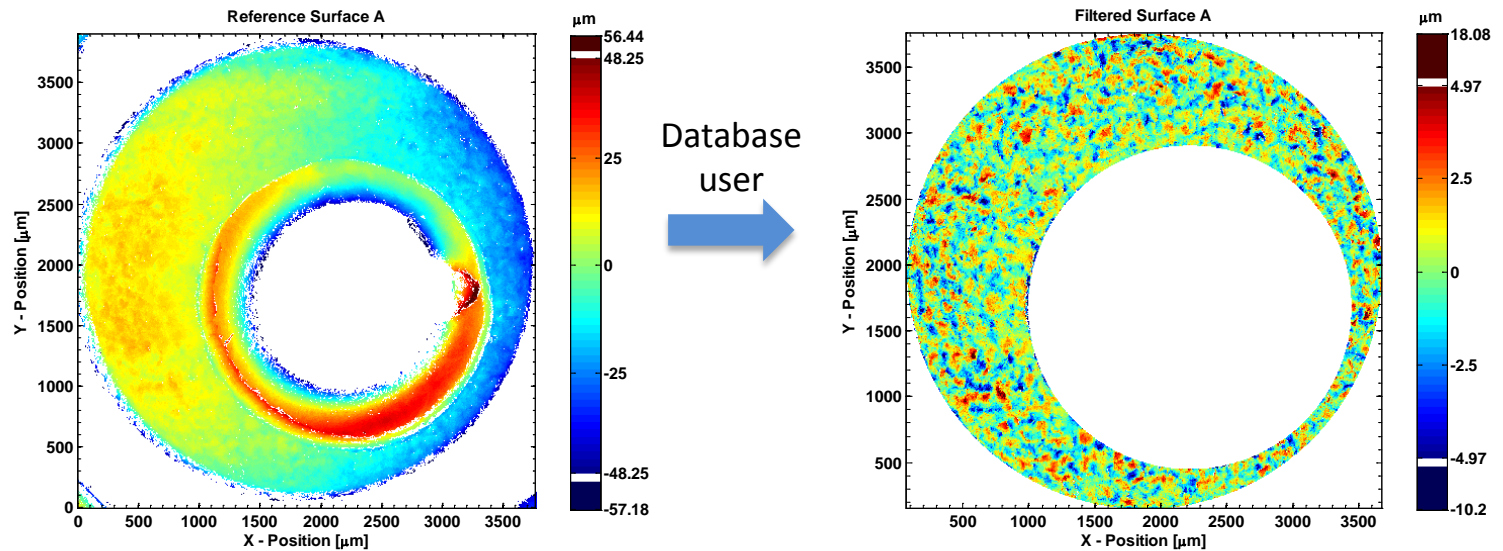 Reference Surface A
µm
56.44
48.25
25
0
-25
-48.25
-57.18
Y - Position [µm]
3500
3000
2500
2000
1500
1000
500
0
0 500 1000 1500 2000 2500 3000 3500
X - Position [µm]
Database
user
Filtered Surface A
µm
18.08
4.97
2.5
0
-2.5
-4.97
-10.2
Y - Position [µm]
3500
3000
2500
2000
1500
1000
500
500 1000 1500 2000 2500 3000 3500
X - Position [µm]